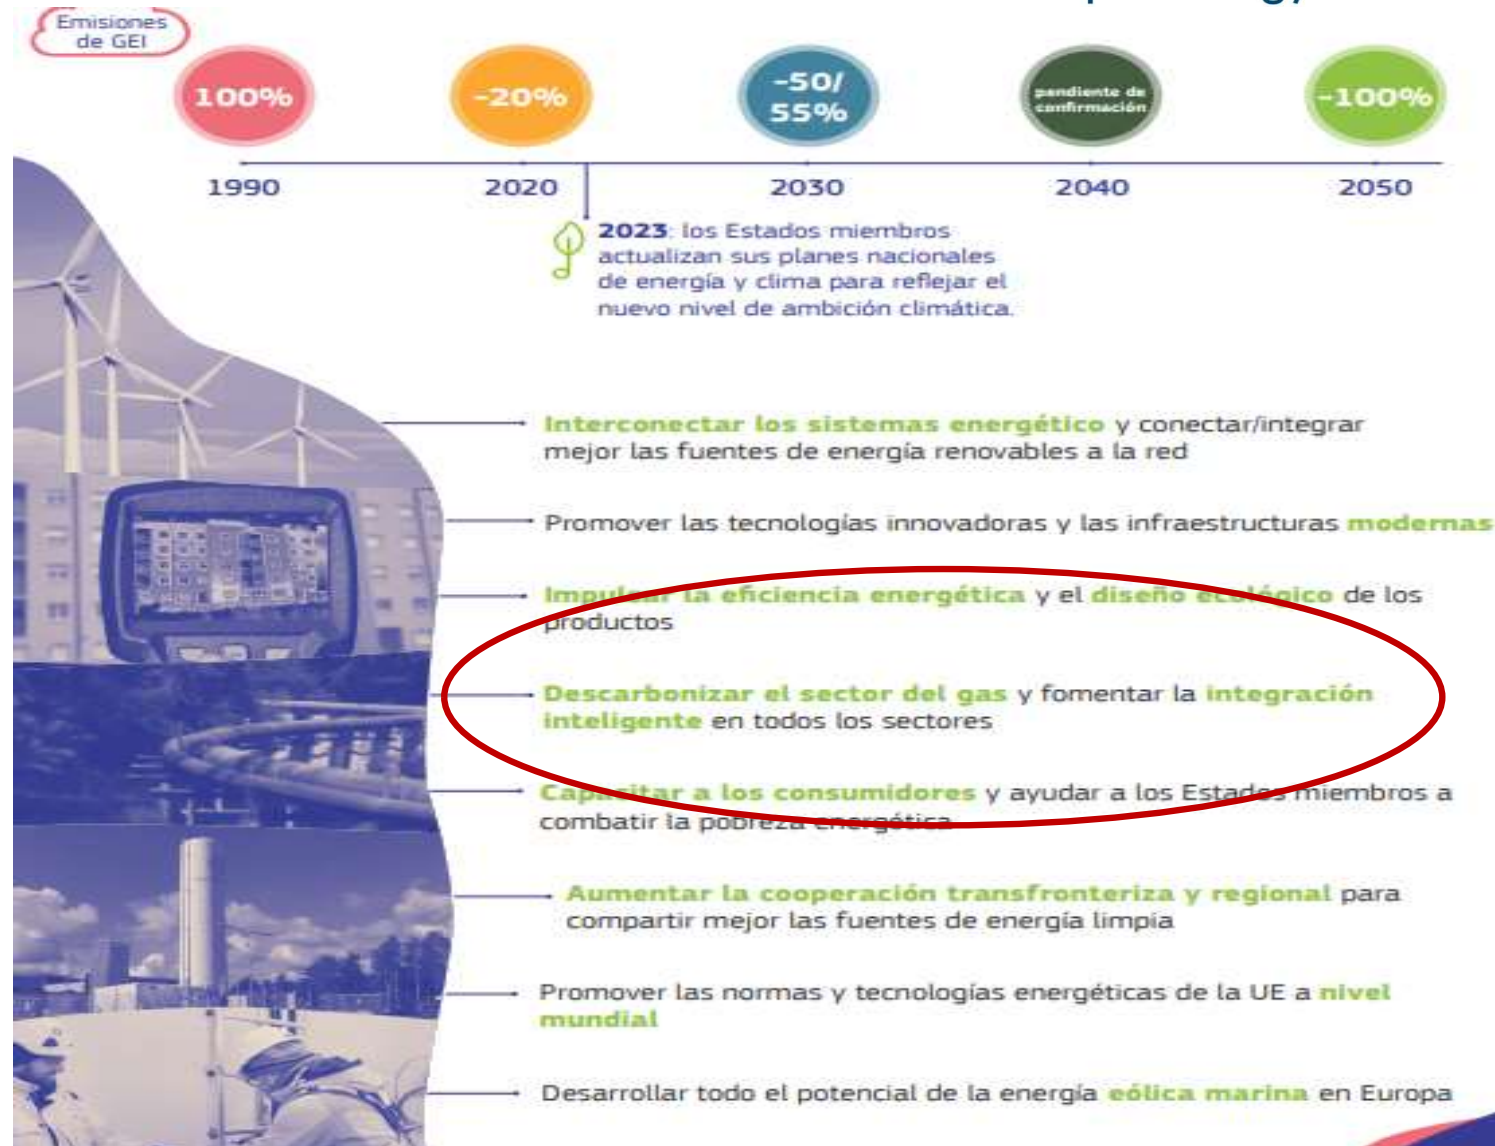 Emisiones
de GEI
100%
-20%
-50/
55%
pendiente de
confirmación
-100%
1990
2020
2030
2040
2050
2023: los Estados miembros
actualizan sus planes nacionales
de energía y clima para reflejar el
nuevo nivel de ambición climática.
Interconectar los sistemas energético y conectar/integrar
mejor las fuentes de energía renovables a la red
Promover las tecnologías innovadoras y las infraestructuras modernas
Impulsar la eficiencia energética y el diseño ecológico de los
productos
Descarbonizar el sector del gas y fomentar la integración
inteligente en todos los sectores
Capacitar a los consumidores y ayudar a los Estados miembros a
combatir la pobreza energética
Aumentar la cooperación transfronteriza y regional para
compartir mejor las fuentes de energía limpia
Promover las normas y tecnologías energéticas de la UE a nivel
mundial
Desarrollar todo el potencial de la energía eólica marina en Europa